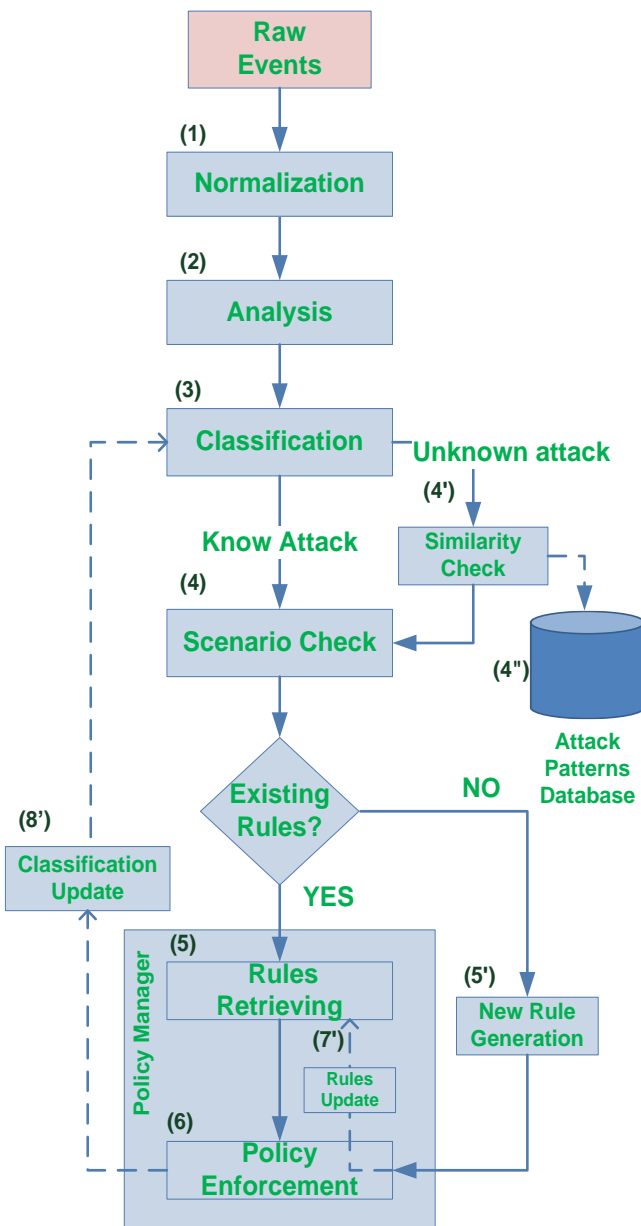 Raw
Events
(1)
Normalization
(2)
Analysis
(3)
Classification
Unknown attack
(4')
Similarity
Check
Know Attack
(4)
Scenario Check
(4")
Attack
Patterns
Database
Existing
Rules?
NO
YES
(8’)
Classification
Update
Policy Manager
(5)
Rules
Retrieving
(5')
New Rule
Generation
(7')
Rules
Update
(6)
Policy
Enforcement